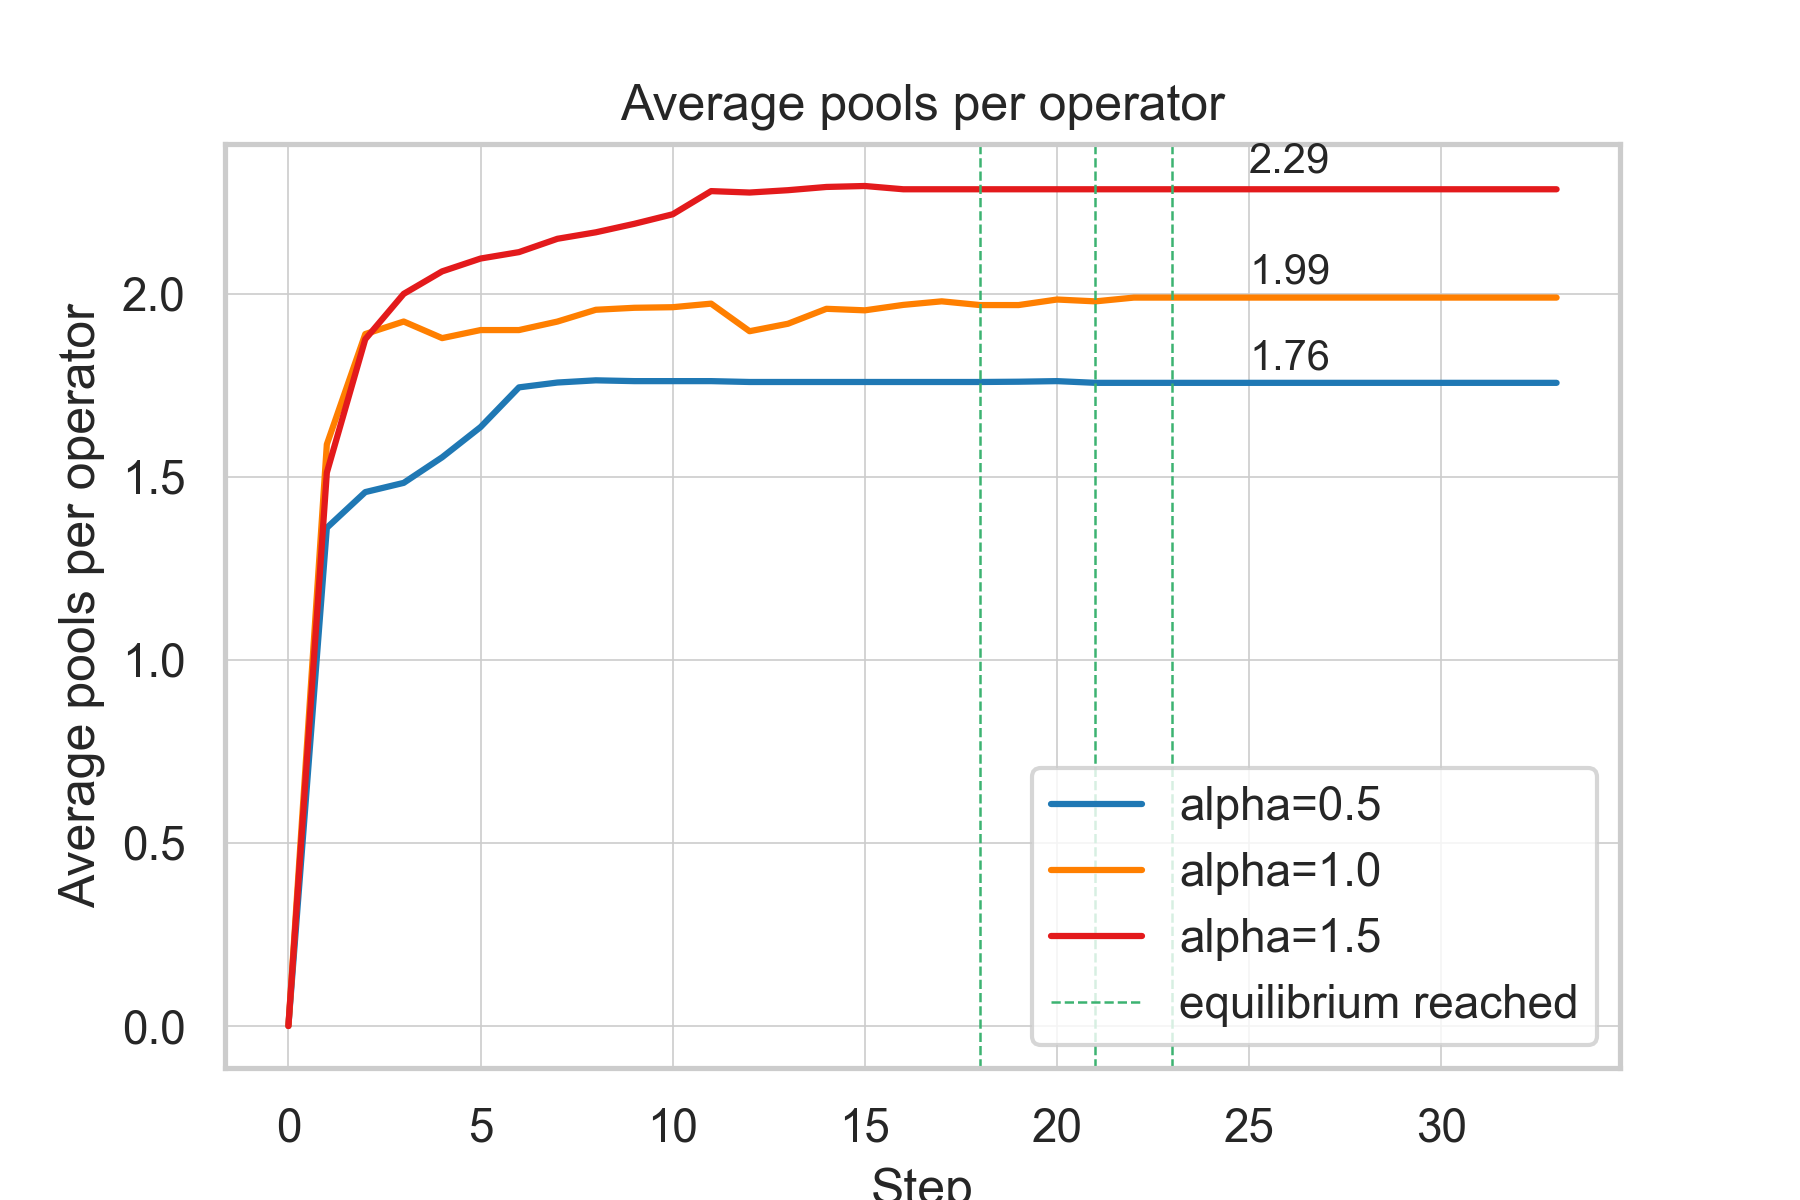 Average pools per operator
2.29
1.99
1.76
Average pools per operator
2.0
1.5
1.0
0.5
0.0
alpha=0.5
alpha=1.0
alpha=1.5
equilibrium reached
0 5 10 15 20 25 30
Step